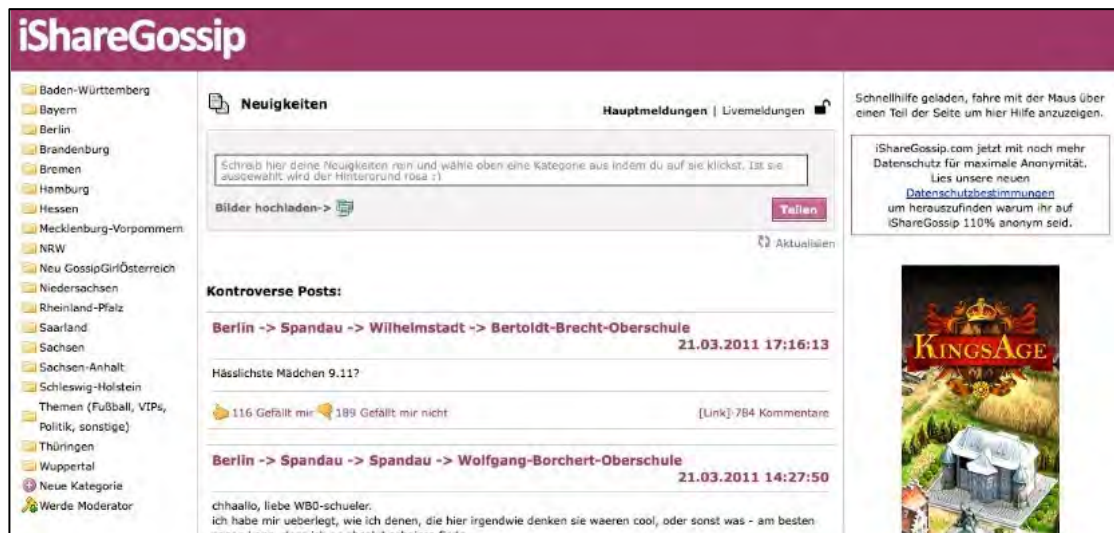 iShareGossip
Baden-Württemberg
Bayern
Berlin
Brandenburg
Bremen
Hamburg
Hessen
Mecklenburg-Vorpommern
NRW
Neu GossipGirlÖsterreich
Niedersachsen
Rheinland-Pfalz
Saarland
Sachsen
Sachsen-Anhalt
Schleswig-Holstein
Themen (Fußball, VIPs,
Politik, sonstige)
Thüringen
Wuppertal
Neue Kategorie
Werde Moderator
Neuigkeiten
Hauptmeldungen | Livemeldungen
Schreib hier deine Neuigkeiten rein und wähle oben eine Kategorie aus indem du auf sie klickst. Ist sie
ausgewählt wird der Hintergrund rosa :)
Bilder hochladen->
Teilen
Aktualisien
Kontroverse Posts:
Berlin -> Spandau -> Wilhelmstadt -> Bertoldt-Brecht-Oberschule
21.03.2011 17:16:13
Hässlichste Mädchen 9.11?
116 Gefällt mir 189 Gefällt mir nicht
[Link] 784 Kommentare
Berlin -> Spandau -> Spandau -> Wolfgang-Borchert-Oberschule
21.03.2011 14:27:50
chhaallo, liebe WBO-schueler.
ich habe mir ueberlegt, wie ich denen, die hier irgendwie denken sie waeren cool, oder sonst was - am besten
Schnellhilfe geladen, fahre mit der Maus über
einen Teil der Seite um hier Hilfe anzuzeigen.
iShareGossip.com jetzt mit noch mehr
Datenschutz für maximale Anonymität.
Lies unsere neuen
Datenschutzbestimmungen
um herauszufinden warum ihr auf
iShareGossip 110% anonym seid.
KINGSAGE